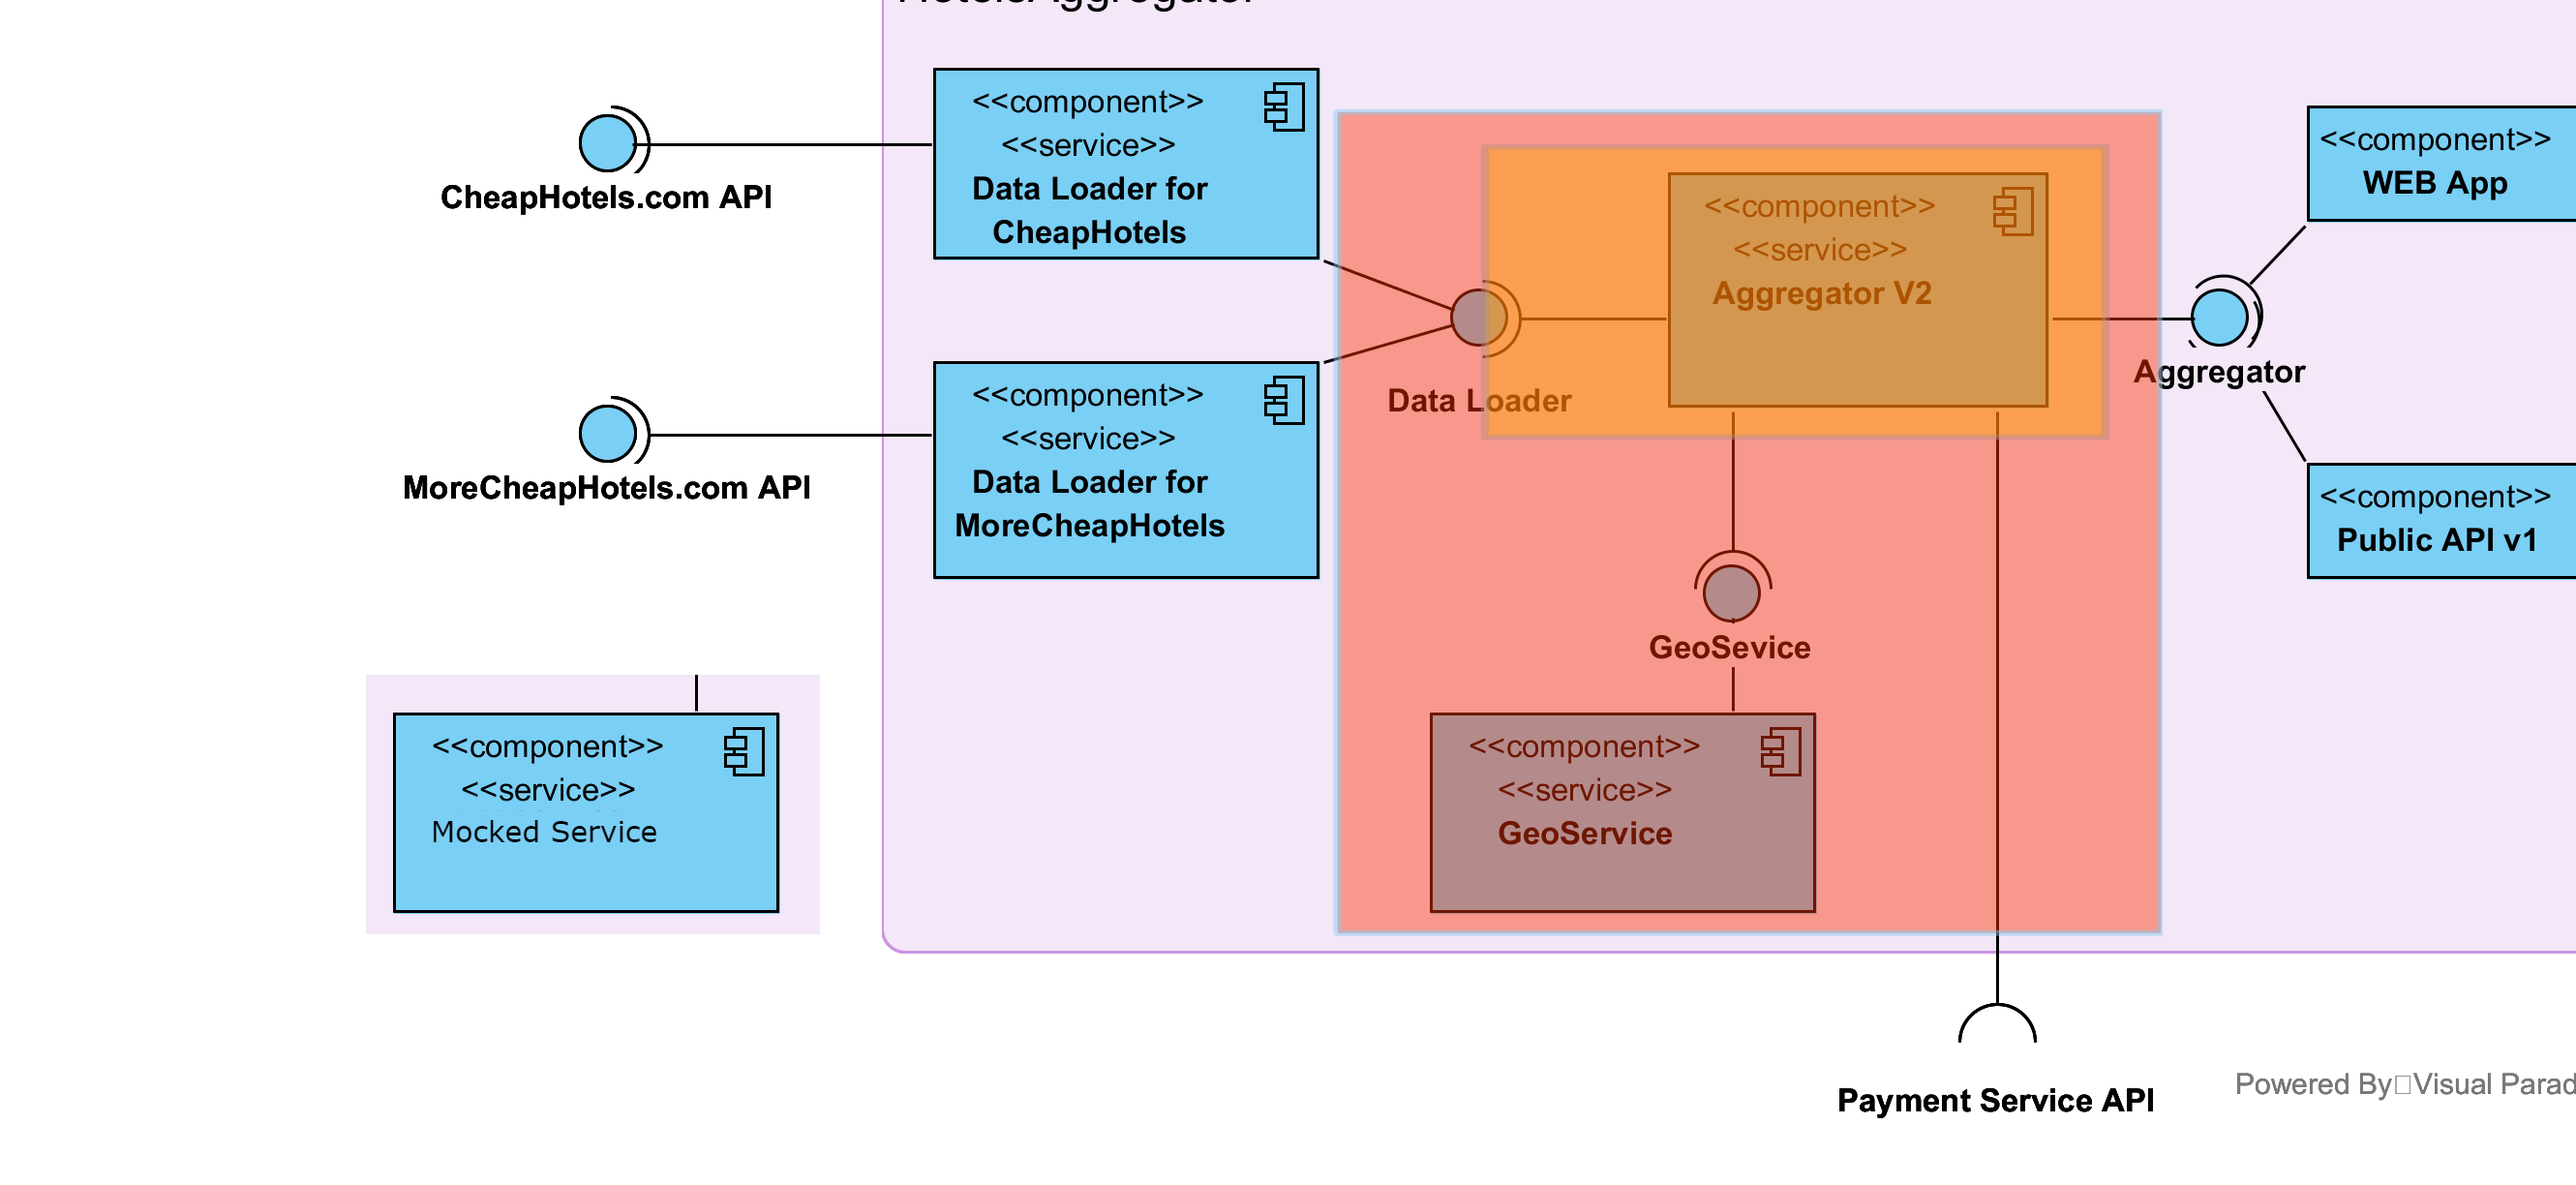 HotelsAggregator
<<component>>
<<service>>
Data Loader for
CheapHotels
CheapHotels.com API
<<component>>
<<service>>
Aggregator V2
<<component>>
WEB App
Data Loader
Aggregator
<<component>>
<<service>>
Data Loader for
MoreCheapHotels
MoreCheapHotels.com API
<<component>>
Public API v1
GeoSevice
<<component>>
<<service>>
Mocked Service
<<component>>
<<service>>
GeoService
Payment Service API
Powered By□Visual Parad